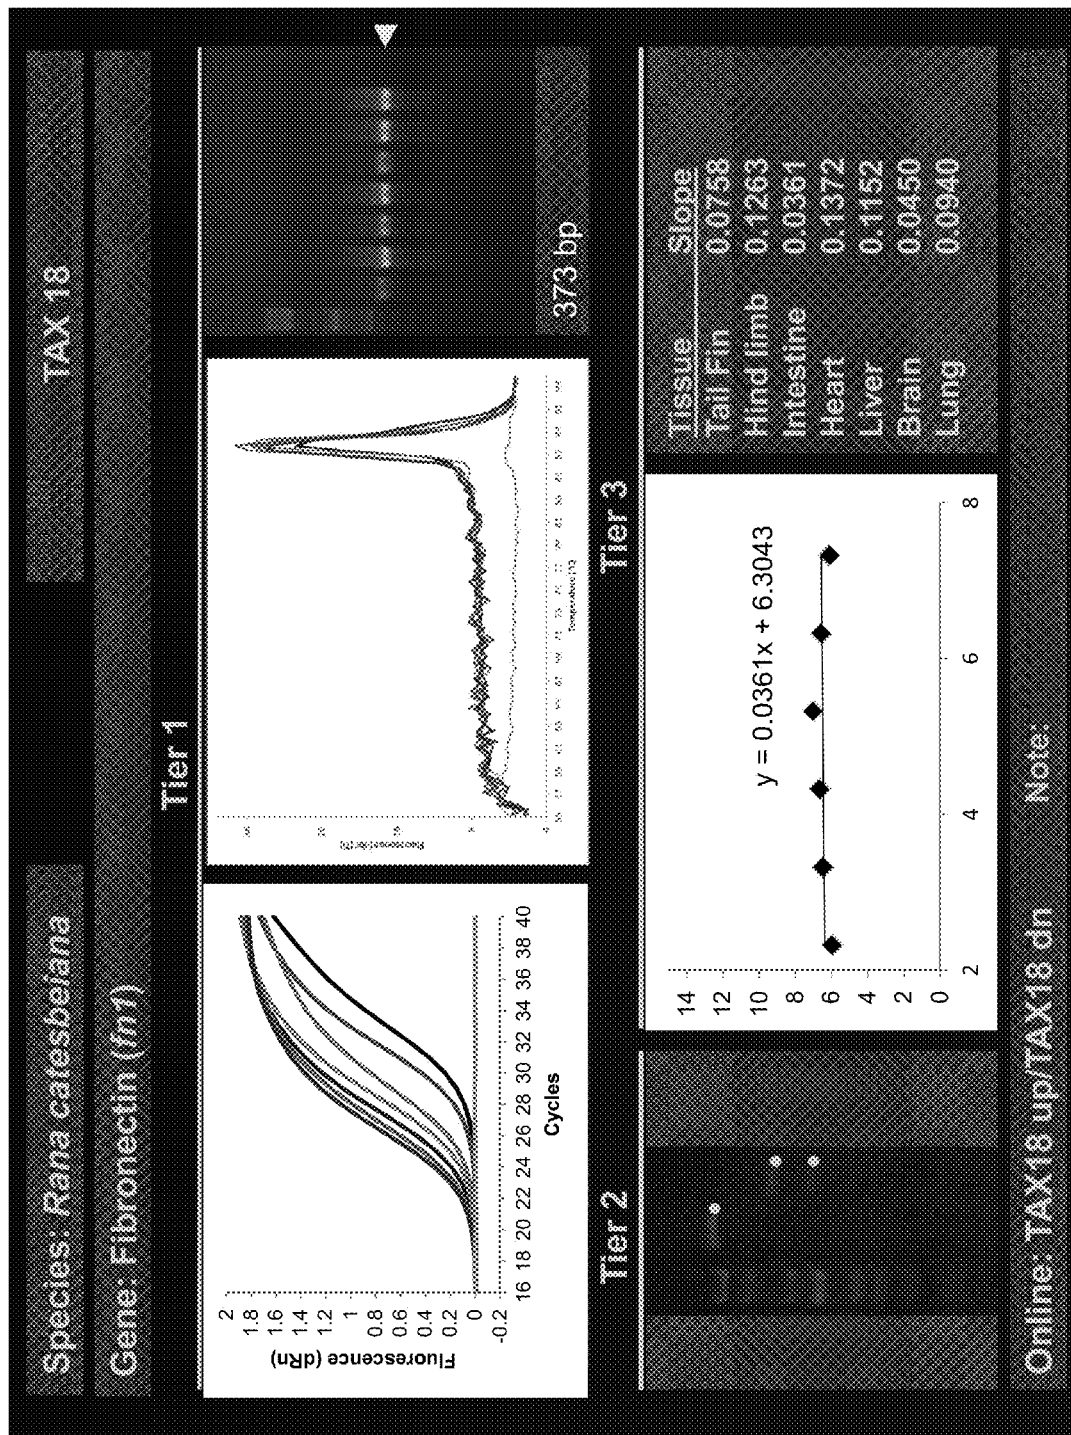 Species: Rana catesbeiana
TAX 18
Gene: Fibronectin (fn1)
Tier 1
Fluorescence (dRn)
2
1.8
1.6
1.4
1.2
1
0.8
0.6
0.4
0.2
0
-0.2
16 18 20 22 24 26 28 30 32 34 36 38 40
Cycles
373 bp
Tier 2
Tier 3
14
12
10
8
6
4
2
0
2 4 6 8
y = 0.0361x + 6.3043
Tissue Slope
Tail Fin 0.0758
Hind limb 0.1263
Intestine 0.0361
Heart 0.1372
Liver 0.1152
Brain 0.0450
Lung 0.0940
Online: TAX18 up/TAX18 dn Note: